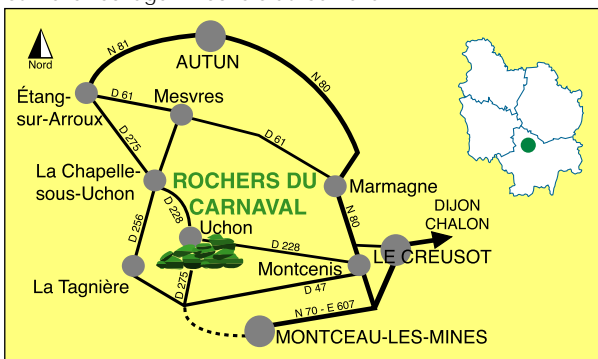 N 81
AUTUN
Nord
N 80
Étang-
sur-Arroux
D 61
Mesvres
D 275
D 61
La Chapelle-
sous-Uchon
ROCHERS DU
CARNAVAL
Marmagne
D 228
Uchon
N 80
DIJON
CHALON
D 256
D 228
LE CREUSOT
Montcenis
La Tagnière
D 275
D 47
N 70 - E 607
MONTCEAU-LES-MINES